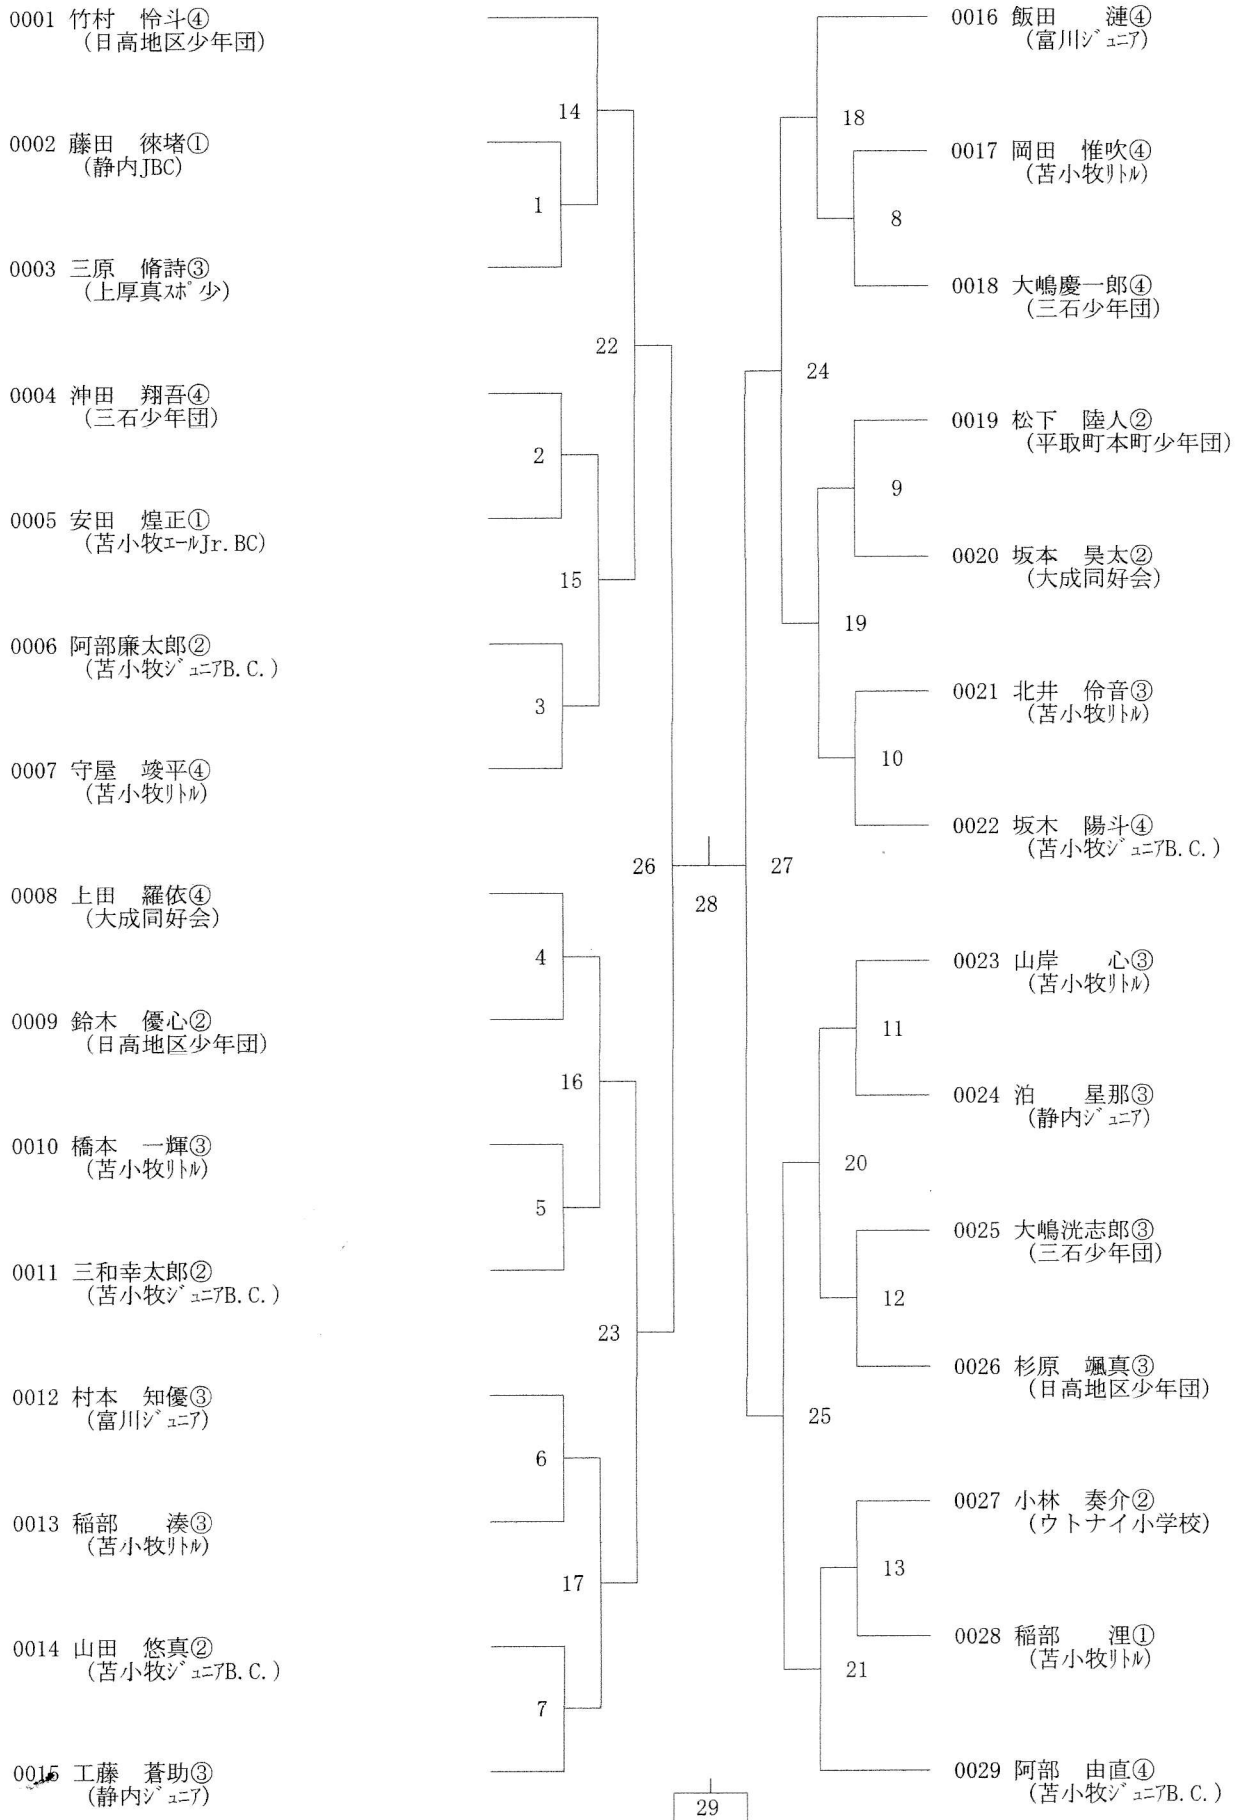 0001 竹村　怜斗④
(日高地区少年団)
14
0002 藤田　徠堵①
(静内JBC)
1
0003 三原　脩詩③
(上厚真ｽﾎﾟ少)
22
0004 沖田　翔吾④
(三石少年団)
2
0005 安田　煌正①
(苫小牧ｴｰﾙJr.BC)
15
0006 阿部廉太郎②
(苫小牧ｼﾞｭﾆｱB.C.)
3
0007 守屋　竣平④
(苫小牧ﾘﾄﾙ)
26
0008 上田　羅依④
(大成同好会)
4
0009 鈴木　優心②
(日高地区少年団)
16
0010 橋本　一輝③
(苫小牧ﾘﾄﾙ)
5
0011 三和幸太郎②
(苫小牧ｼﾞｭﾆｱB.C.)
23
0012 村本　知優③
(富川ｼﾞｭﾆｱ)
6
0013 稲部　　湊③
(苫小牧ﾘﾄﾙ)
17
0014 山田　悠真②
(苫小牧ｼﾞｭﾆｱB.C.)
7
0015 工藤　蒼助③
(静内ｼﾞｭﾆｱ)
28
29
0016 飯田　　漣④
(富川ｼﾞｭﾆｱ)
18
0017 岡田　惟吹④
(苫小牧ﾘﾄﾙ)
8
0018 大嶋慶一郎④
(三石少年団)
24
0019 松下　陸人②
(平取町本町少年団)
9
0020 坂本　昊太②
(大成同好会)
19
0021 北井　伶音③
(苫小牧ﾘﾄﾙ)
10
0022 坂木　陽斗④
(苫小牧ｼﾞｭﾆｱB.C.)
27
0023 山岸　　心③
(苫小牧ﾘﾄﾙ)
11
0024 泊　　星那③
(静内ｼﾞｭﾆｱ)
20
0025 大嶋洸志郎③
(三石少年団)
12
0026 杉原　颯真③
(日高地区少年団)
25
0027 小林　奏介②
(ウトナイ小学校)
13
0028 稲部　　浬①
(苫小牧ﾘﾄﾙ)
21
0029 阿部　由直④
(苫小牧ｼﾞｭﾆｱB.C.)